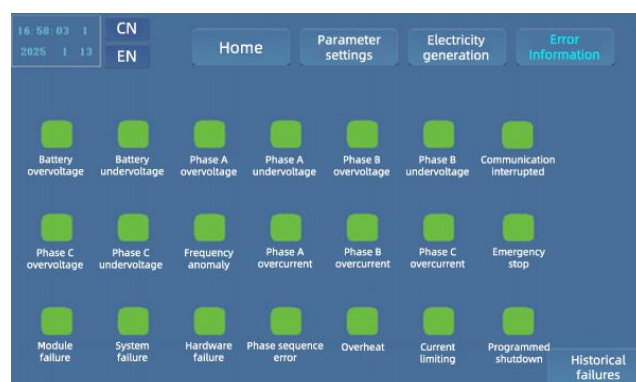 16:58:03 1
2025 1 13
CN
EN
Home
Parameter
settings
Electricity
generation
Error
Information
Battery
overvoltage
Battery
undervoltage
Phase A
overvoltage
Phase A
undervoltage
Phase B
overvoltage
Phase B
undervoltage
Communication
interrupted
Phase C
overvoltage
Phase C
undervoltage
Frequency
anomaly
Phase A
overcurrent
Phase B
overcurrent
Phase C
overcurrent
Emergency
stop
Module
failure
System
failure
Hardware
failure
Phase sequence
error
Overheat
Current
limiting
Programmed
shutdown
Historical
failures